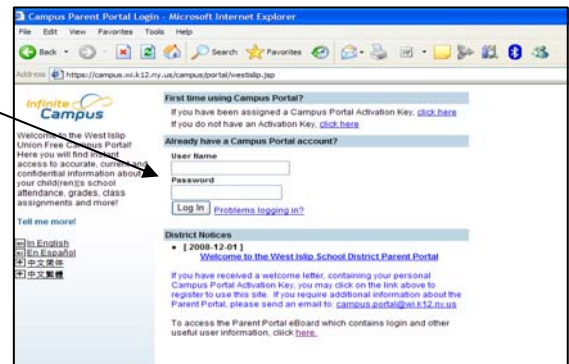 Campus Parent Portal Login - Microsoft Internet Explorer
File Edit View Favorites Tools Help
Back Search Favorites
Address https://campus.wi.k12.ny.us/campus/portal/westislip.jsp
Infinite Campus
Welcome to the West Islip
Union Free Campus Portal!
Here you will find instant
access to accurate, current and
confidential information about
your child(ren)s school
attendance, grades, class
assignments and more!
Tell me more!
In English
En Español
中文简体
中文繁體
First time using Campus Portal?
If you have been assigned a Campus Portal Activation Key, click here
If you do not have an Activation Key, click here
Already have a Campus Portal account?
User Name
Password
Log In Problems logging in?
District Notices
• [ 2008-12-01 ]
Welcome to the West Islip School District Parent Portal
If you have received a welcome letter, containing your personal
Campus Portal Activation Key, you may click on the link above to
register to use this site. If you require additional information about the
Parent Portal, please send an email to: campus.portal@wi.k12.ny.us
To access the Parent Portal eBoard which contains login and other
useful user information, cliick here.